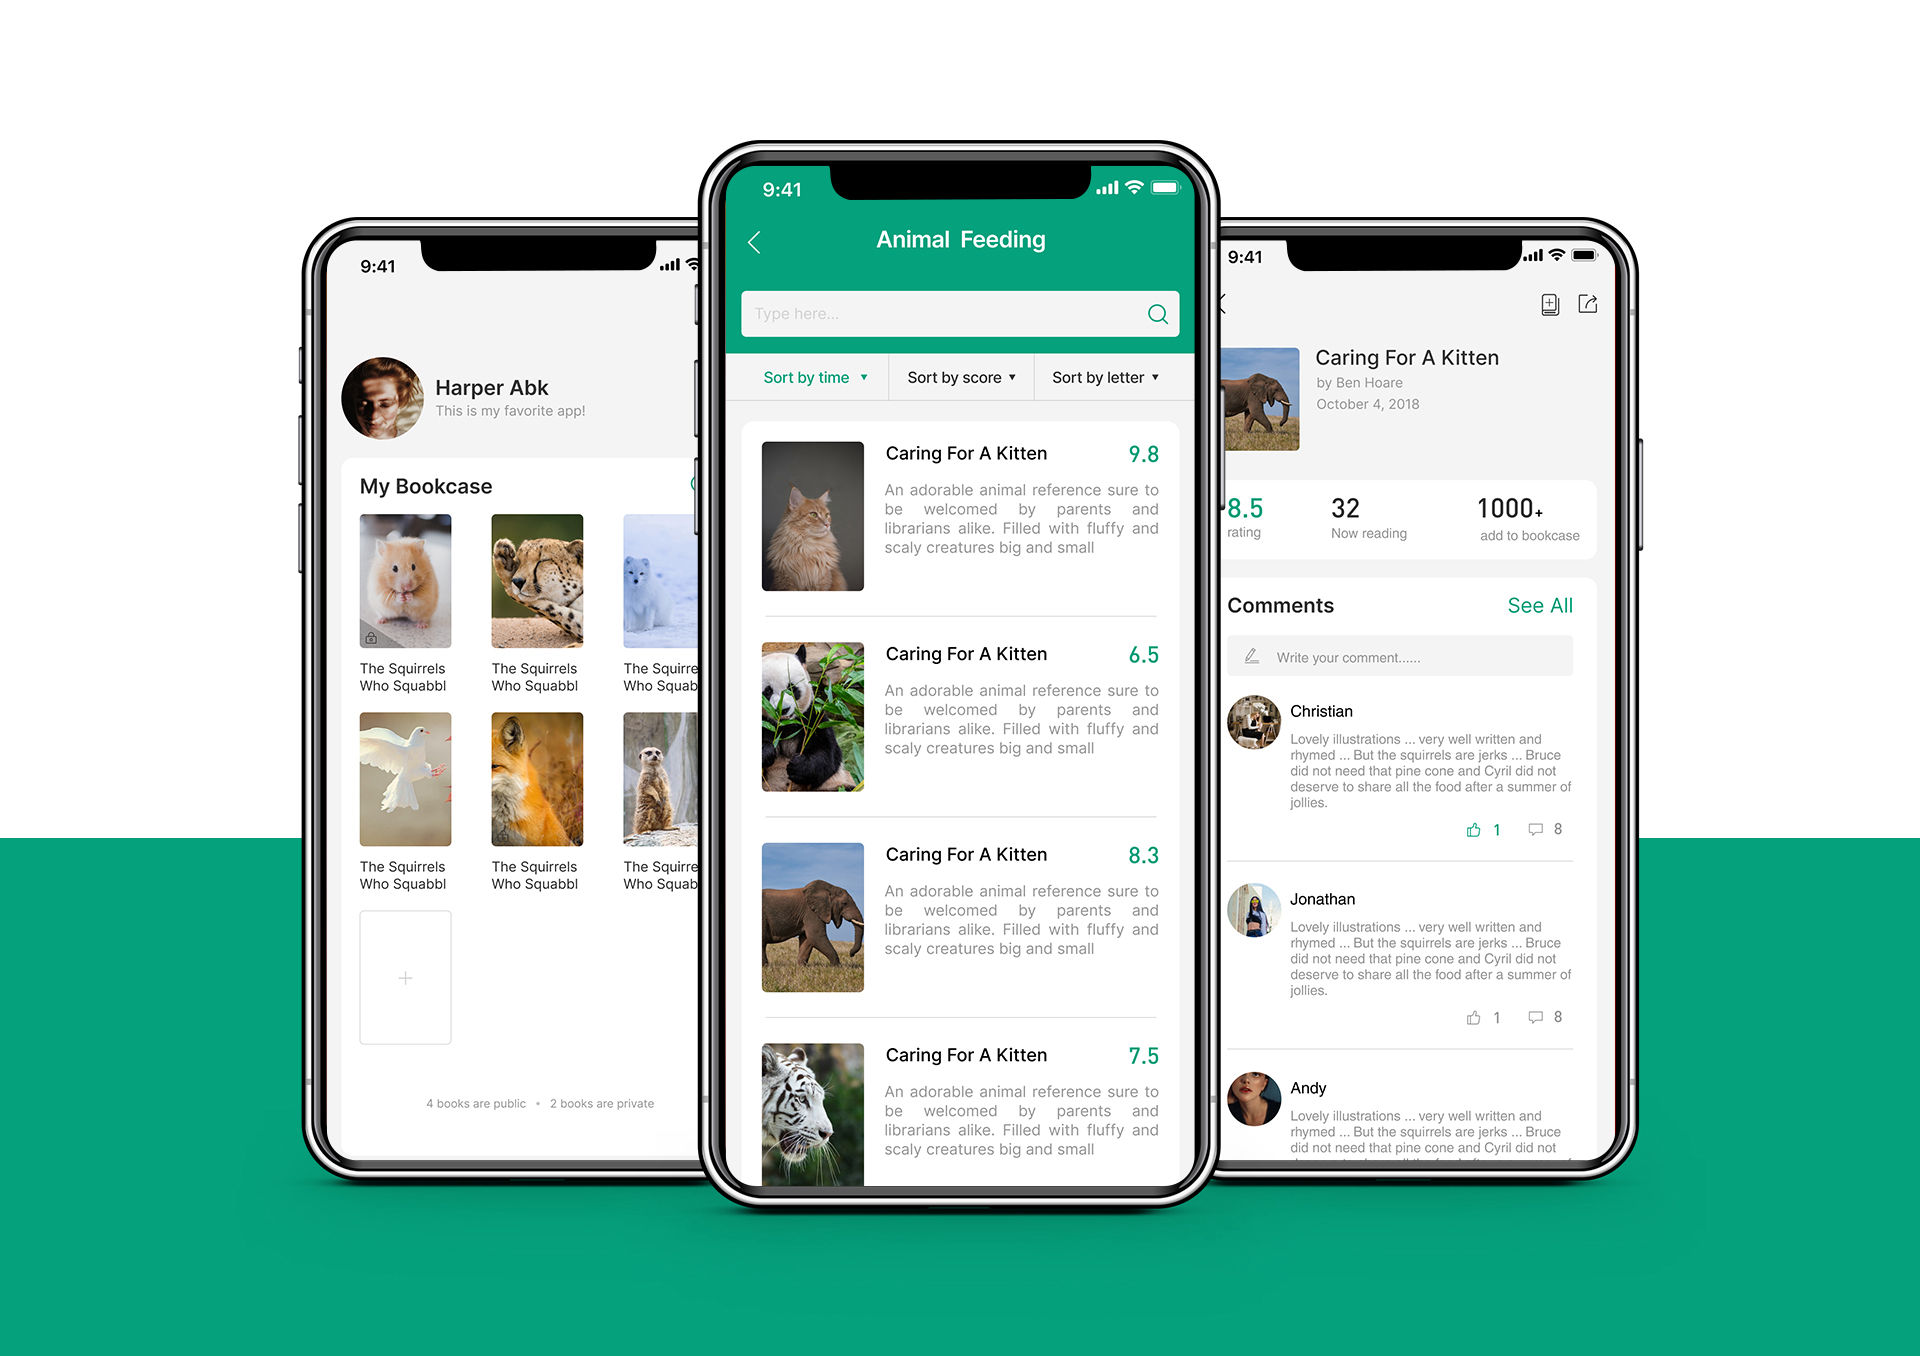 9:41
Harper Abk
This is my favorite app!
My Bookcase
The Squirrels
Who Squabbl
The Squirrels
Who Squabbl
The Squirre
Who Squab
The Squirrels
Who Squabbl
The Squirrels
Who Squabbl
The Squirre
Who Squab
+
4 books are public • 2 books are private
9:41
Animal Feeding
Type here...
Sort by time ▼
Sort by score ▼
Sort by letter ▼
Caring For A Kitten
9.8
An adorable animal reference sure to
be welcomed by parents and
librarians alike. Filled with fluffy and
scaly creatures big and small
Caring For A Kitten
6.5
An adorable animal reference sure to
be welcomed by parents and
librarians alike. Filled with fluffy and
scaly creatures big and small
Caring For A Kitten
8.3
An adorable animal reference sure to
be welcomed by parents and
librarians alike. Filled with fluffy and
scaly creatures big and small
Caring For A Kitten
7.5
An adorable animal reference sure to
be welcomed by parents and
librarians alike. Filled with fluffy and
scaly creatures big and small
9:41
Caring For A Kitten
by Ben Hoare
October 4, 2018
8.5
rating
32
Now reading
1000+
add to bookcase
Comments
See All
Write your comment......
Christian
Lovely illustrations ... very well written and
rhymed ... But the squirrels are jerks ... Bruce
did not need that pine cone and Cyril did not
deserve to share all the food after a summer of
jollies.
1
8
Jonathan
Lovely illustrations ... very well written and
rhymed ... But the squirrels are jerks ... Bruce
did not need that pine cone and Cyril did not
deserve to share all the food after a summer of
jollies.
1
8
Andy
Lovely illustrations ... very well written and
rhymed ... But the squirrels are jerks ... Bruce
did not need that pine cone and Cyril did not